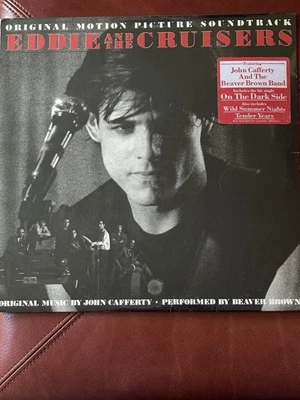 ORIGINAL MOTION PICTURE SOUNDTRACK
EDDIE AND THE CRUISERS
Featuring
John Cafferty
And The
Beaver Brown Band
Includes the hit single
On The Dark Side
Also includes
Wild Summer Nights
Tender Years
ORIGINAL MUSIC BY JOHN CAFFERTY · PERFORMED BY BEAVER BROWN